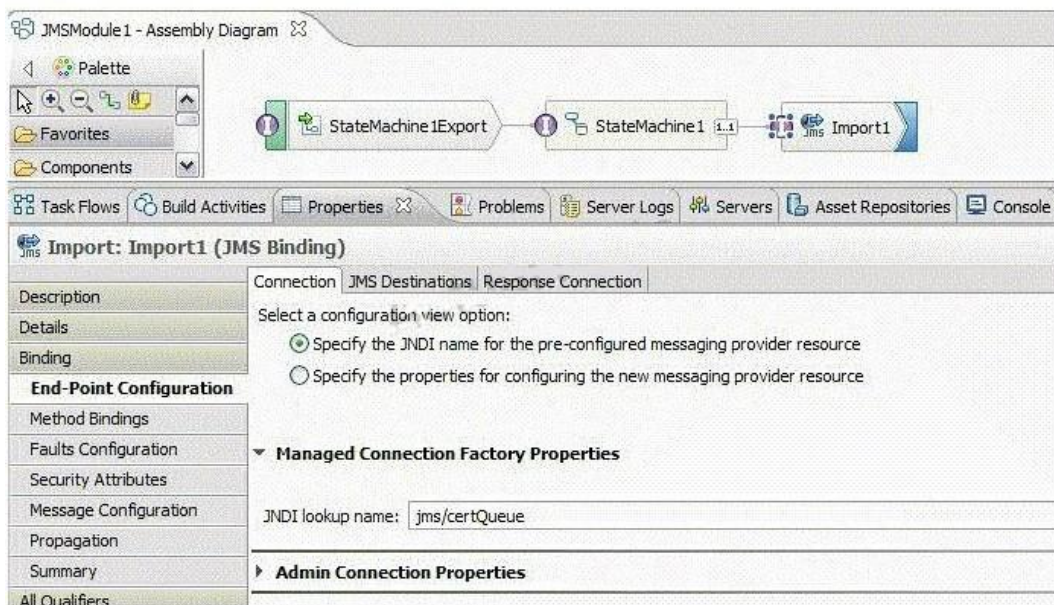 JMSModule1 - Assembly Diagram
Palette
Favorites
Components
StateMachine1Export
StateMachine1
1..1
JMS
Import1
Task Flows
Build Activities
Properties
Problems
Server Logs
Servers
Asset Repositories
Console
JMS
Import: Import1 (JMS Binding)
Description
Details
Binding
End-Point Configuration
Method Bindings
Faults Configuration
Security Attributes
Message Configuration
Propagation
Summary
All Qualifiers
Connection
JMS Destinations
Response Connection
Select a configuration view option:
Specify the JNDI name for the pre-configured messaging provider resource
Specify the properties for configuring the new messaging provider resource
Managed Connection Factory Properties
JNDI lookup name: jms/certQueue
Admin Connection Properties